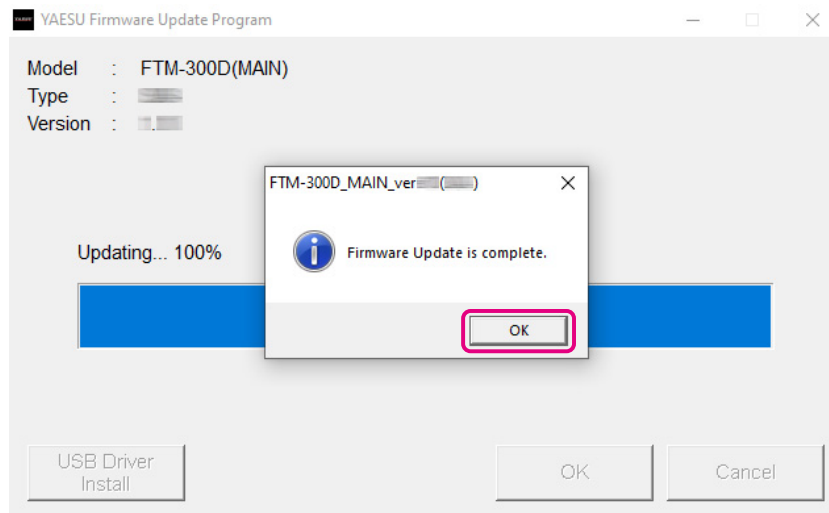 YAESU Firmware Update Program
Model : FTM-300D(MAIN)
Type :
Version :
FTM-300D_MAIN_ver ( )
Firmware Update is complete.
Updating... 100%
OK
USB Driver
Install
OK
Cancel